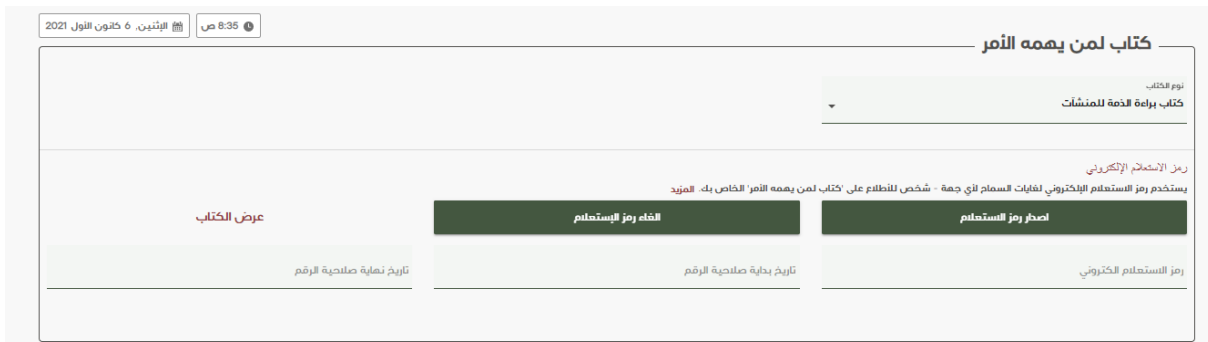 8:35 ص
الإثنين, 6 كانون الأول 2021
كتاب لمن يهمه الأمر
نوع الكتاب
كتاب براءة الذمة للمنشآت
رمز الاستعلام الإلكتروني
يستخدم رمز الاستعلام الإلكتروني لغايات السماح لأي جهة - شخص للأطلاع على 'كتاب لمن يهمه الأمر' الخاص بك. المزيد
اصدار رمز الاستعلام
الغاء رمز الإستعلام
عرض الكتاب
رمز الاستعلام الكتروني
تاريخ بداية صلاحية الرقم
تاريخ نهاية صلاحية الرقم